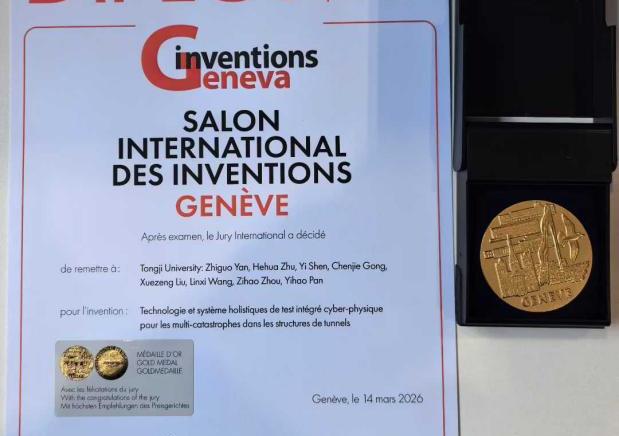 inventions
Geneva
SALON
INTERNATIONAL
DES INVENTIONS
GENÈVE
Après examen, le Jury International a décidé
de remettre à : Tongji University: Zhiguo Yan, Hehua Zhu, Yi Shen, Chenjie Gong,
Xuezeng Liu, Linxi Wang, Zihao Zhou, Yihao Pan
pour l'invention : Technologie et système holistiques de test intégré cyber-physique
pour les multi-catastrophes dans les structures de tunnels
MÉDAILLE D'OR
GOLD MEDAL
GOLDMEDAILLE
Avec les félicitations du jury
With the congratulations of the jury
Mit höchsten Empfehlungen des Preisgerichtes
Genève, le 14 mars 2026
GENEVE